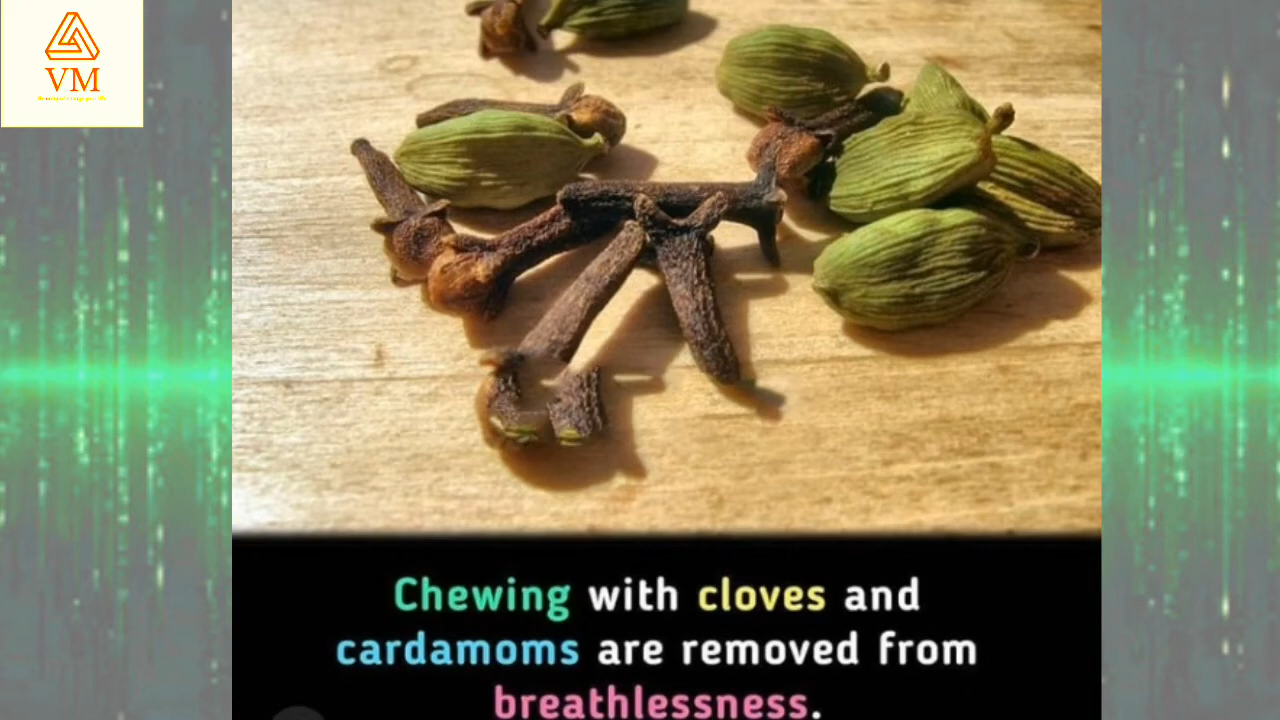 VM
Chewing with cloves and
cardamoms are removed from
breathlessness.